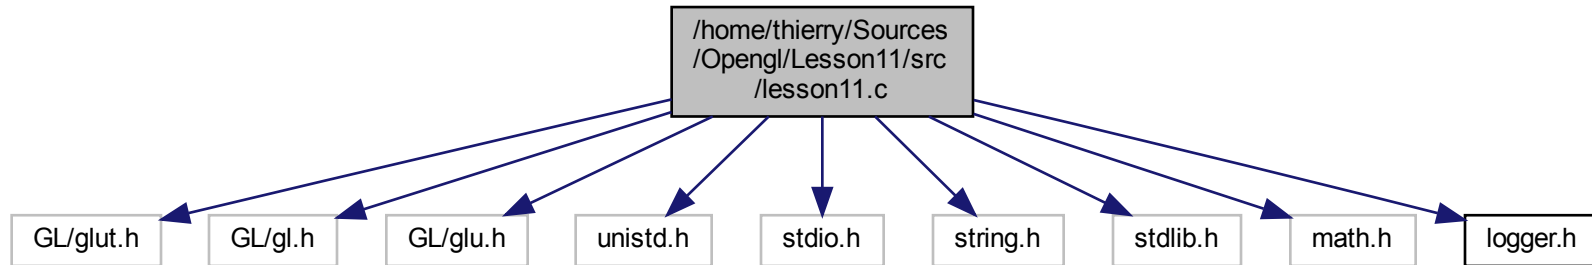 /home/thierry/Sources
/Opengl/Lesson11/src
/lesson11.c
GL/glut.h
GL/gl.h
GL/glu.h
unistd.h
stdio.h
string.h
stdlib.h
math.h
logger.h